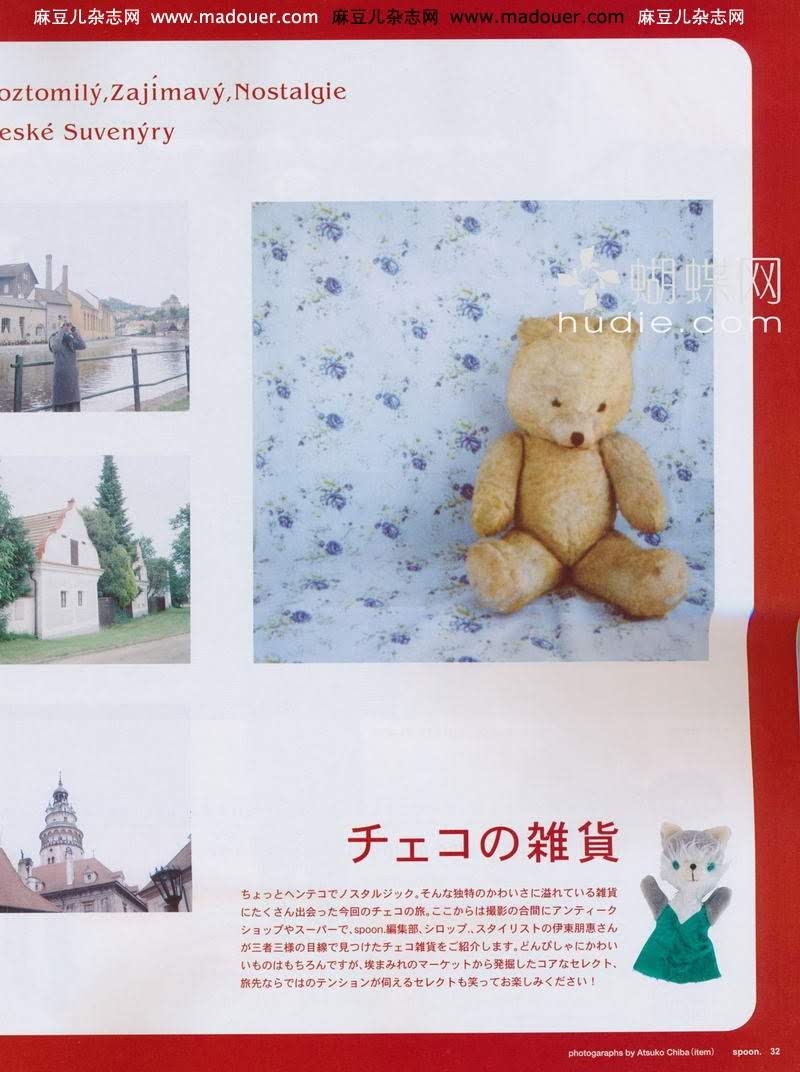 麻豆儿杂志网 www.madouer.com 麻豆儿杂志网 www.madouer.com 麻豆儿杂志网
oztomilý,Zajímavý,Nostalgie
eské Suvenýry
蝴蝶网
hudie.com
チェコの雑貨
ちょっとヘンテコでノスタルジック。そんな独特のかわいさに溢れている雑貨
にたくさん出会った今回のチェコの旅。ここからは撮影の合間にアンティーク
ショップやスーパーで、spoon.編集部、シロップ.、スタイリストの伊東朋惠さん
が三者三様の目線で見つけたチェコ雑貨をご紹介します。どんぴしゃにかわい
いものはもちろんですが、埃まみれのマーケットから発掘したコアなセレクト、
旅先ならではのテンションが伺えるセレクトも笑ってお楽しみください！
photogaraphs by Atsuko Chiba(item) spoon. 32